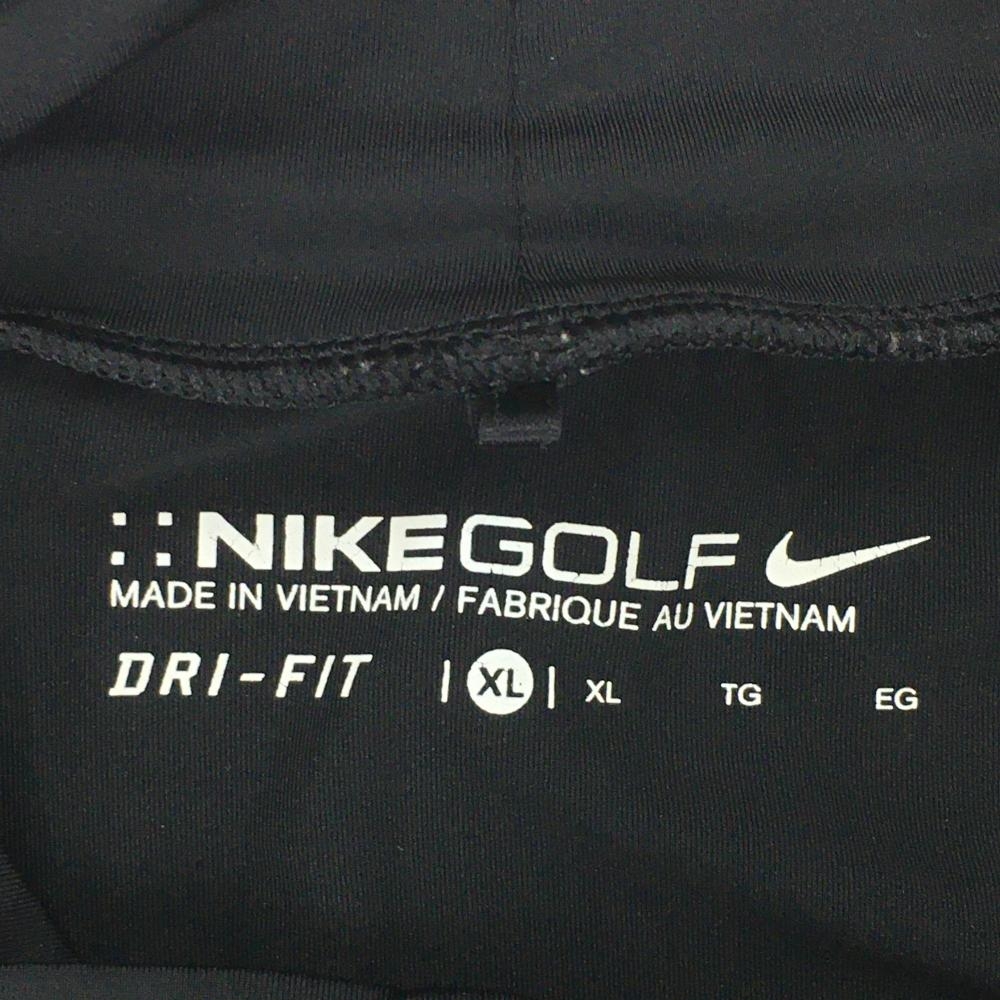 ::NIKEGOLF
MADE IN VIETNAM / FABRIQUE AU VIETNAM
DRI-FIT | XL | XL TG EG